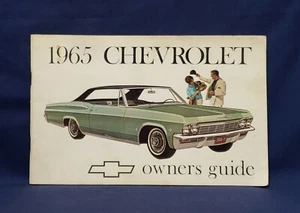 1965 CHEVROLET
owners guide